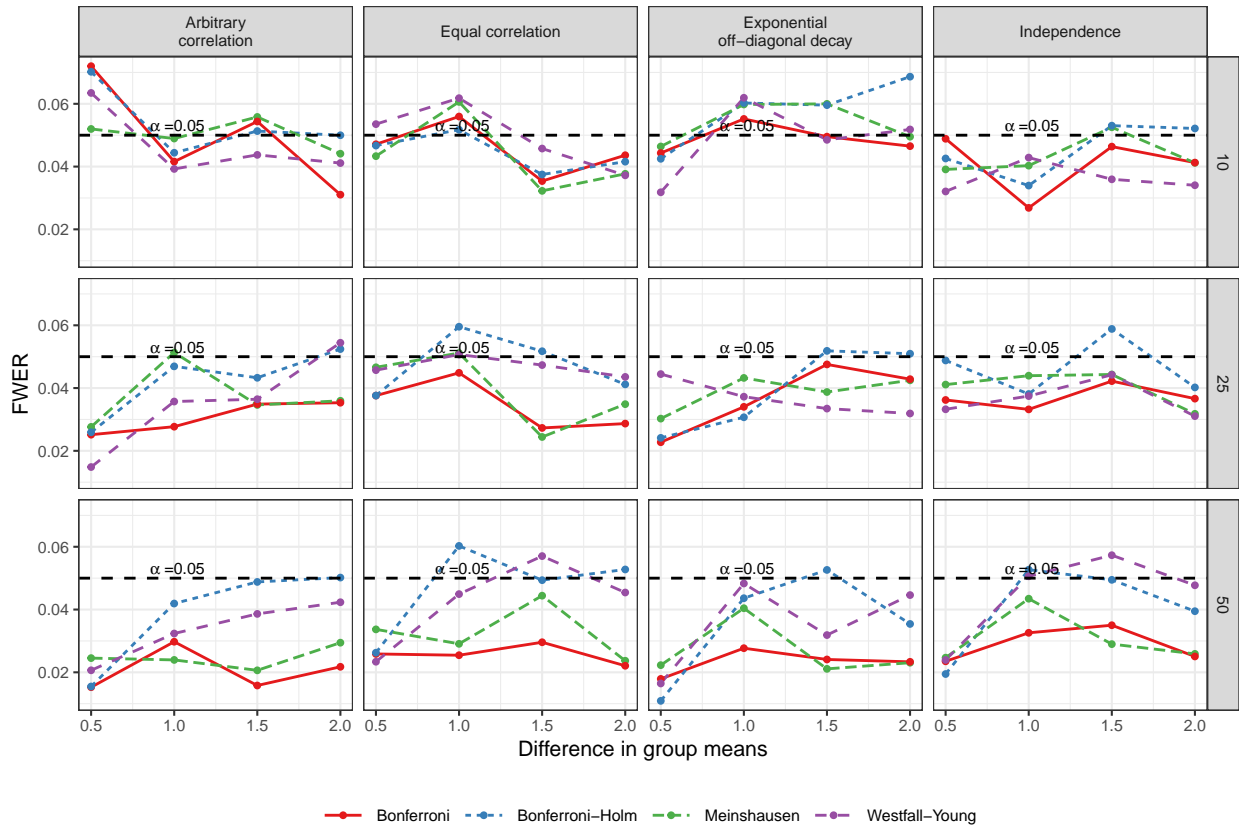 Arbitrary
correlation
Equal correlation
Exponential
off−diagonal decay
Independence
0.06
0.04
0.02
α =0.05
α =0.05
α =0.05
α =0.05
10
0.06
0.04
0.02
α =0.05
α =0.05
α =0.05
α =0.05
25
0.06
0.04
0.02
α =0.05
α =0.05
α =0.05
α =0.05
50
FWER
0.5 1.0 1.5 2.0
0.5 1.0 1.5 2.0
0.5 1.0 1.5 2.0
0.5 1.0 1.5 2.0
Difference in group means
Bonferroni
Bonferroni−Holm
Meinshausen
Westfall−Young